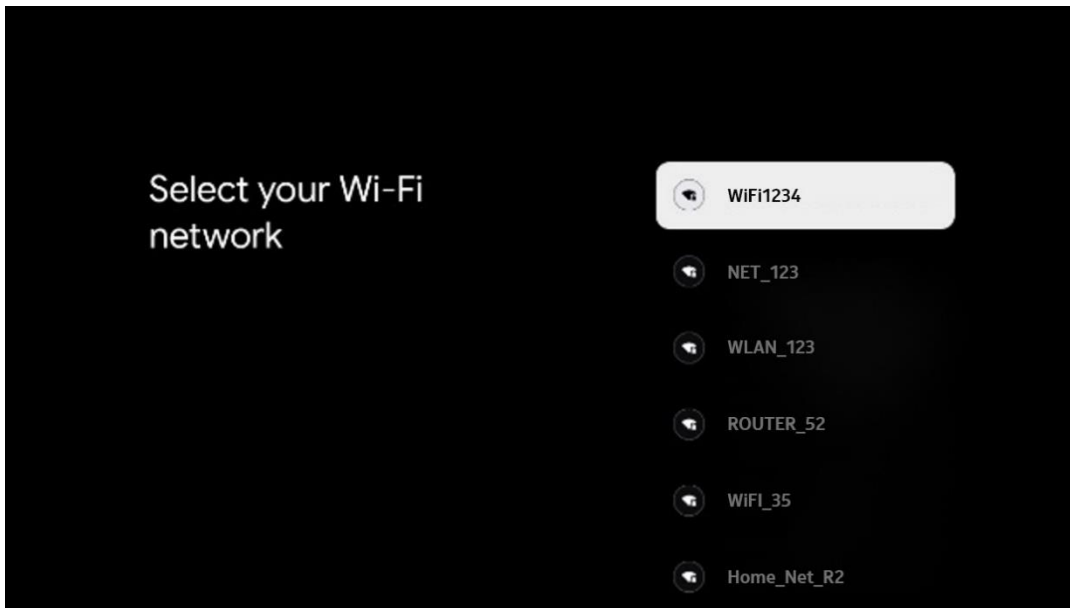 Select your Wi-Fi
network
WiFi1234
NET_123
WLAN_123
ROUTER_52
WiFI_35
Home_Net_R2